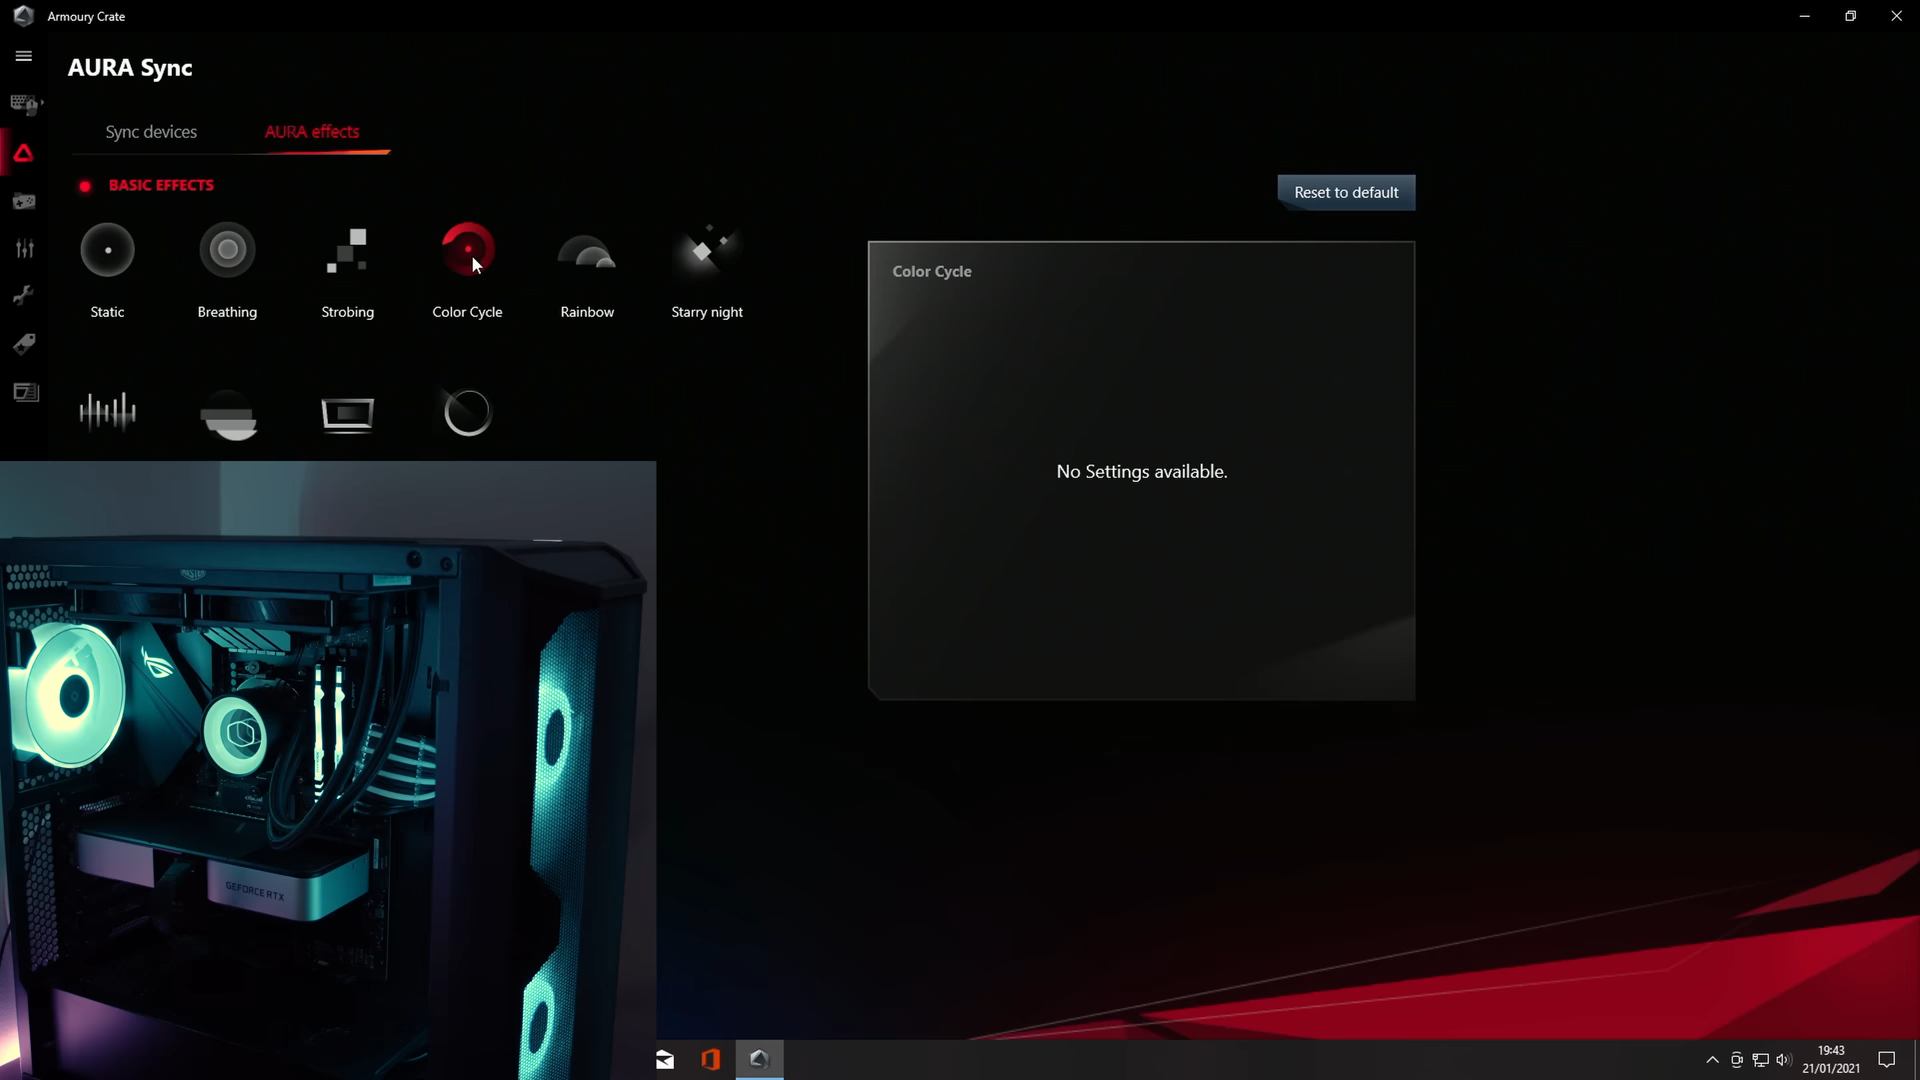 Armoury Crate
AURA Sync
Sync devices
AURA effects
BASIC EFFECTS
Reset to default
Static
Breathing
Strobing
Color Cycle
Rainbow
Starry night
Color Cycle
No Settings available.
GEFORCE RTX
19:43
21/01/2021